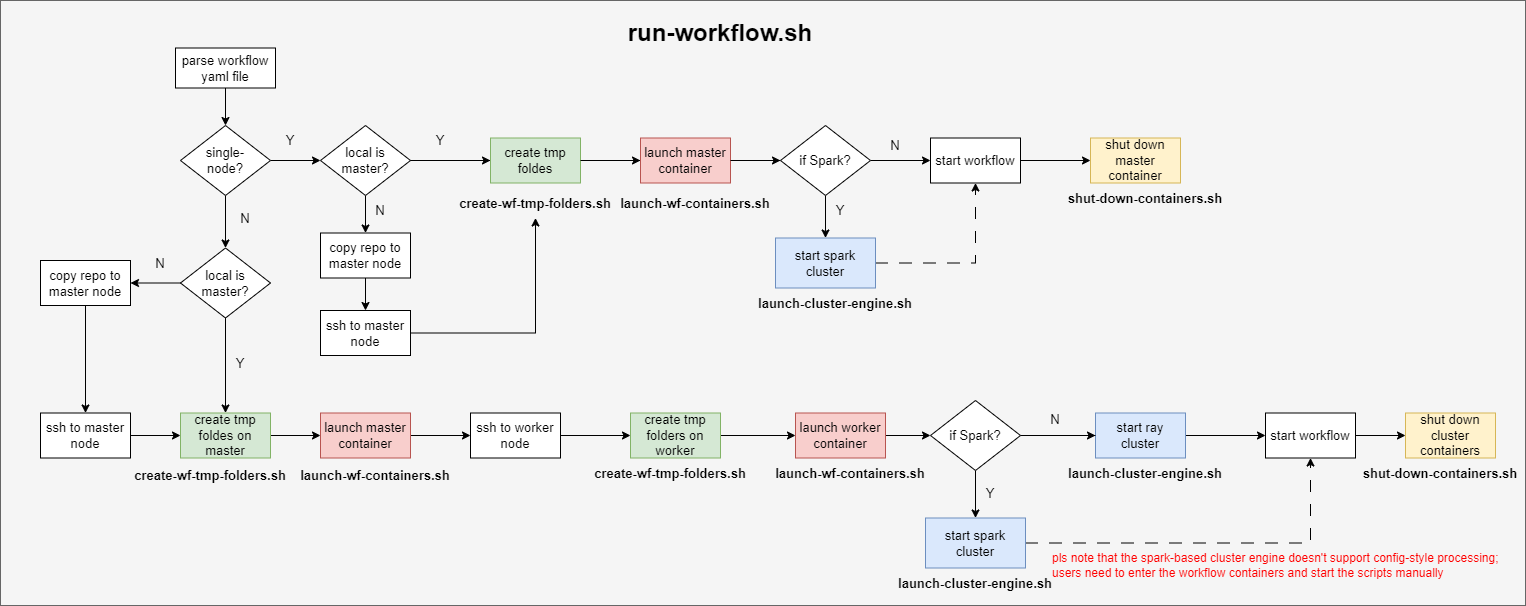 run-workflow.sh
parse workflow
yaml file
single-
node?
Y
local is
master?
Y
create tmp
foldes
create-wf-tmp-folders.sh
launch master
container
launch-wf-containers.sh
if Spark?
N
start workflow
shut down
master
container
shut-down-containers.sh
N
N
Y
copy repo to
master node
start spark
cluster
launch-cluster-engine.sh
ssh to master
node
local is
master?
N
copy repo to
master node
Y
ssh to master
node
create tmp
foldes on
master
create-wf-tmp-folders.sh
launch master
container
launch-wf-containers.sh
ssh to worker
node
create tmp
folders on
worker
create-wf-tmp-folders.sh
launch worker
container
launch-wf-containers.sh
if Spark?
N
start ray
cluster
launch-cluster-engine.sh
start workflow
shut down
cluster
containers
shut-down-containers.sh
Y
start spark
cluster
launch-cluster-engine.sh
pls note that the spark-based cluster engine doesn't support config-style processing;
users need to enter the workflow containers and start the scripts manually